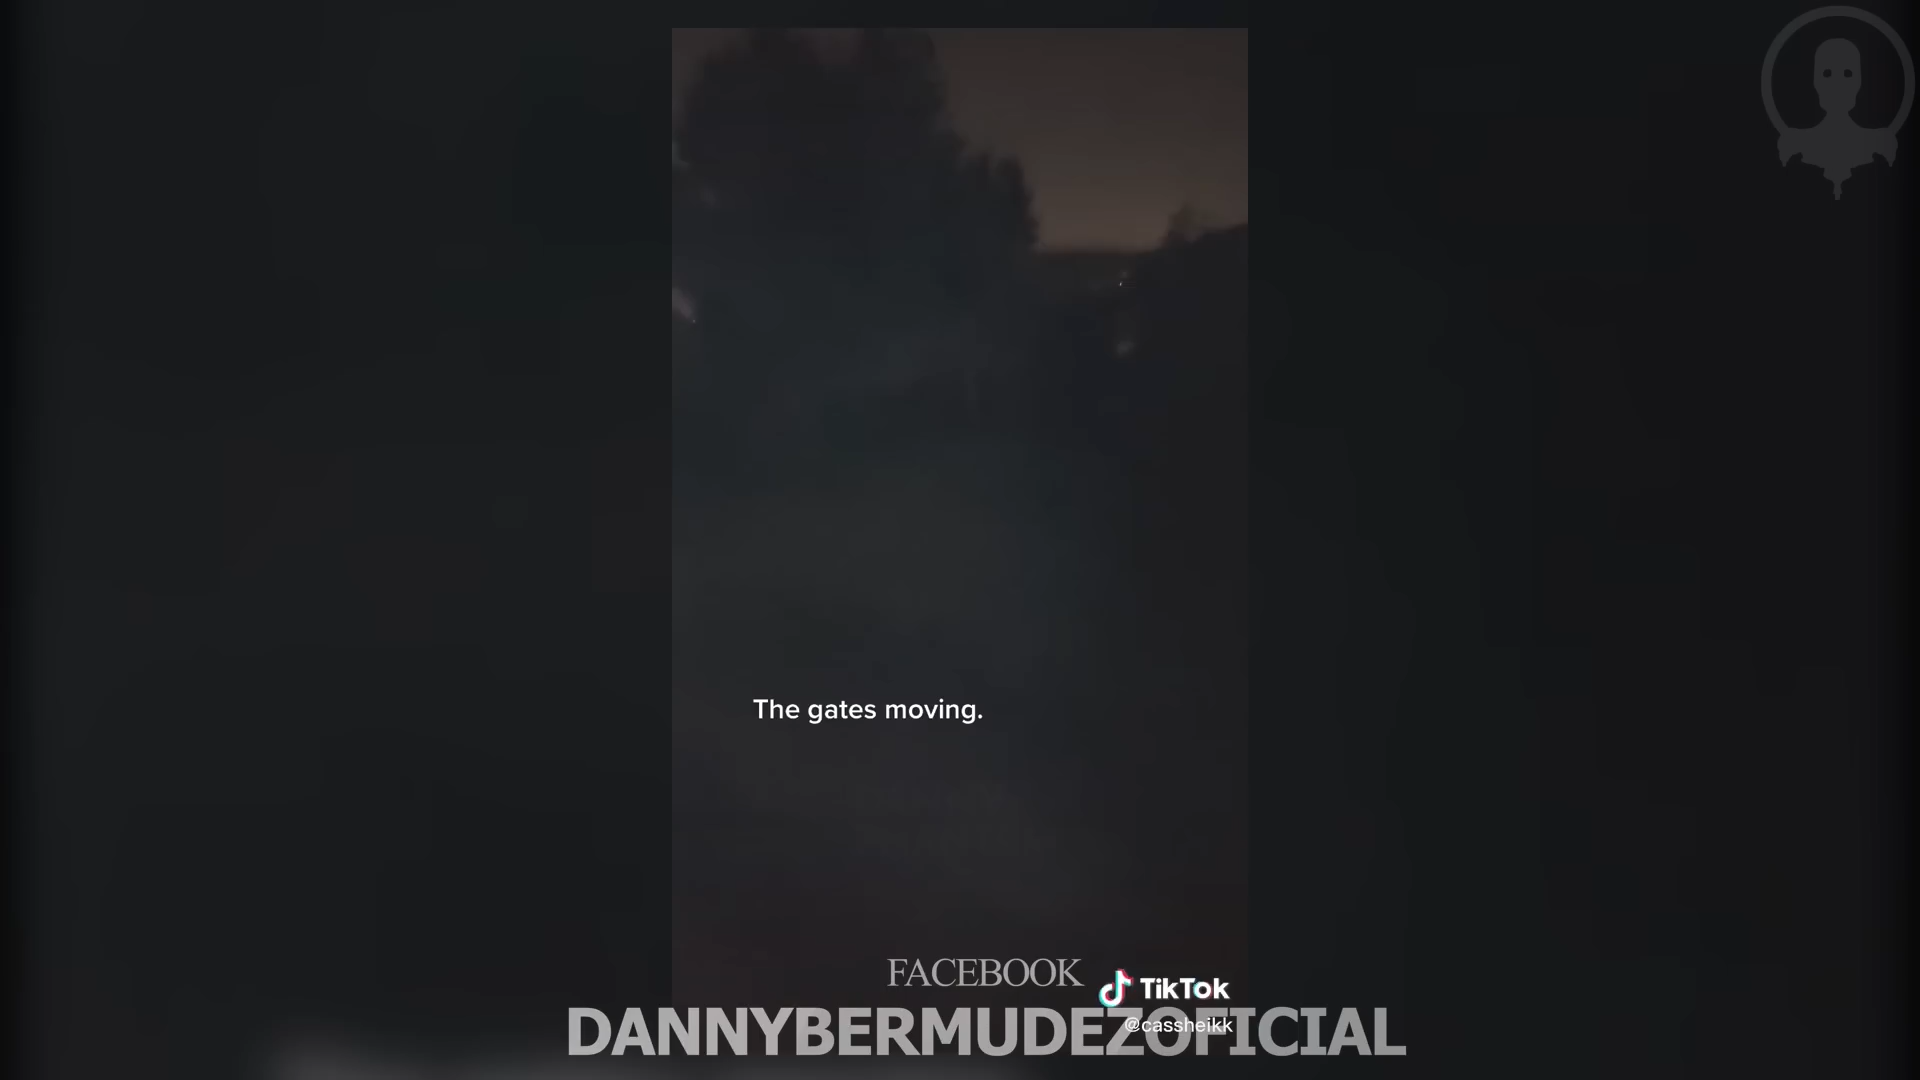 The gates moving.
FACEBOOK
TikTok
DANNYBERMUDEZOFICIAL
@cassheikk